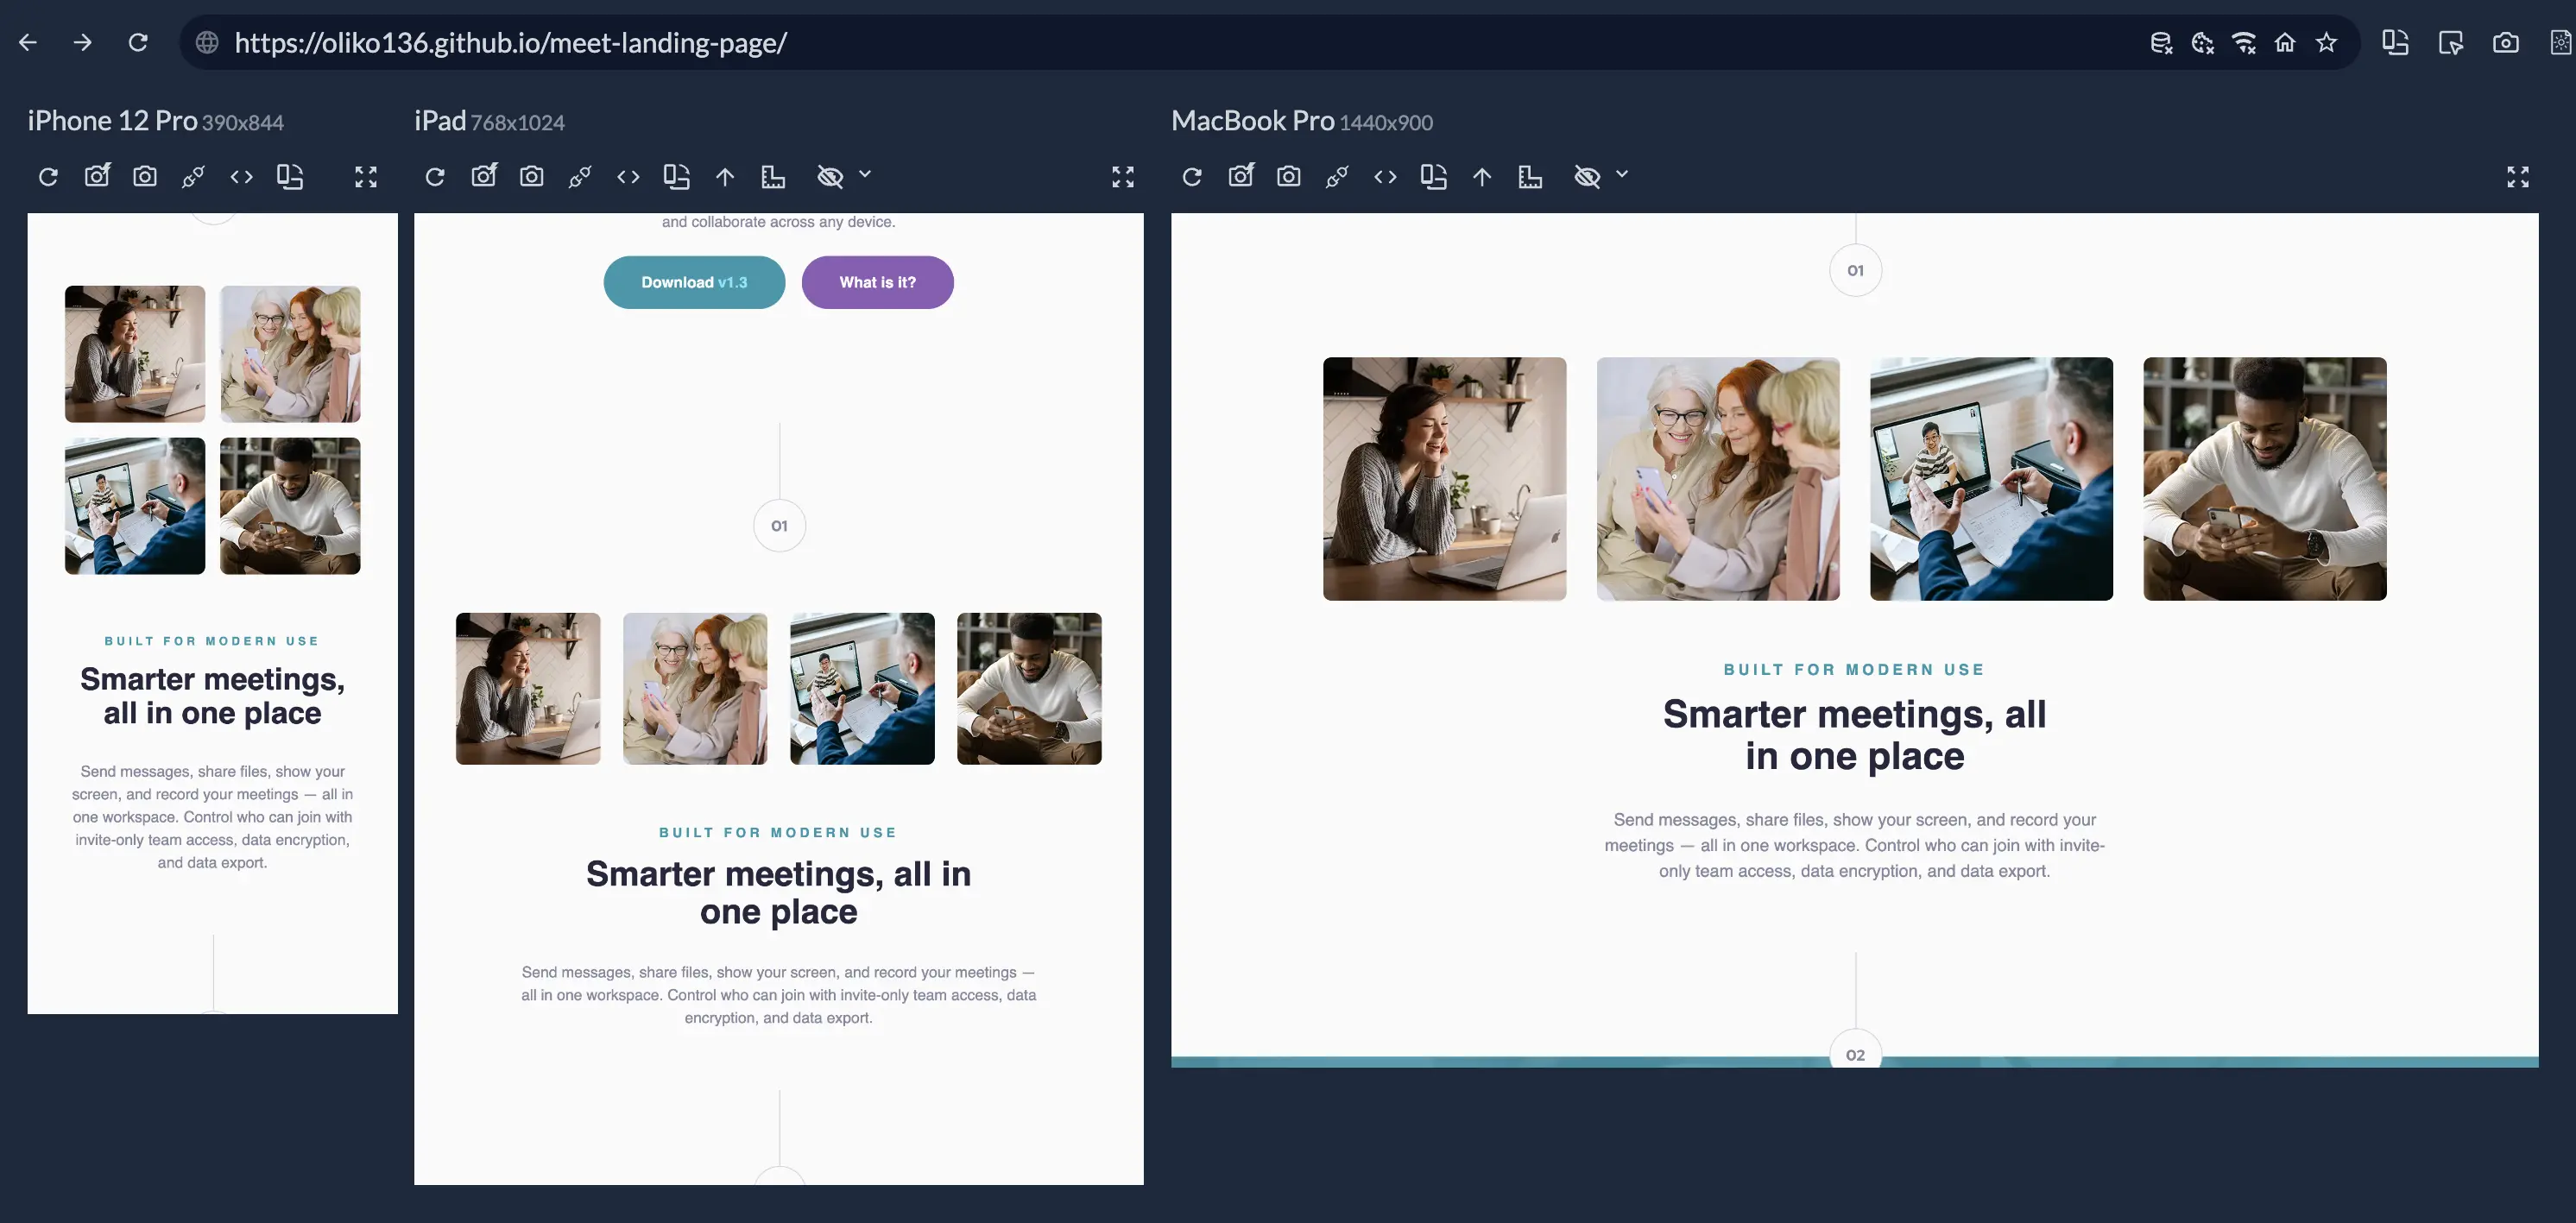 https://oliko136.github.io/meet-landing-page/
iPhone 12 Pro 390x844
BUILT FOR MODERN USE
Smarter meetings,
all in one place
Send messages, share files, show your
screen, and record your meetings — all in
one workspace. Control who can join with
invite-only team access, data encryption,
and data export.
iPad 768x1024
and collaborate across any device.
Download v1.3
What is it?
01
BUILT FOR MODERN USE
Smarter meetings, all in
one place
Send messages, share files, show your screen, and record your meetings —
all in one workspace. Control who can join with invite-only team access, data
encryption, and data export.
MacBook Pro 1440x900
01
BUILT FOR MODERN USE
Smarter meetings, all
in one place
Send messages, share files, show your screen, and record your
meetings — all in one workspace. Control who can join with invite-
only team access, data encryption, and data export.
02